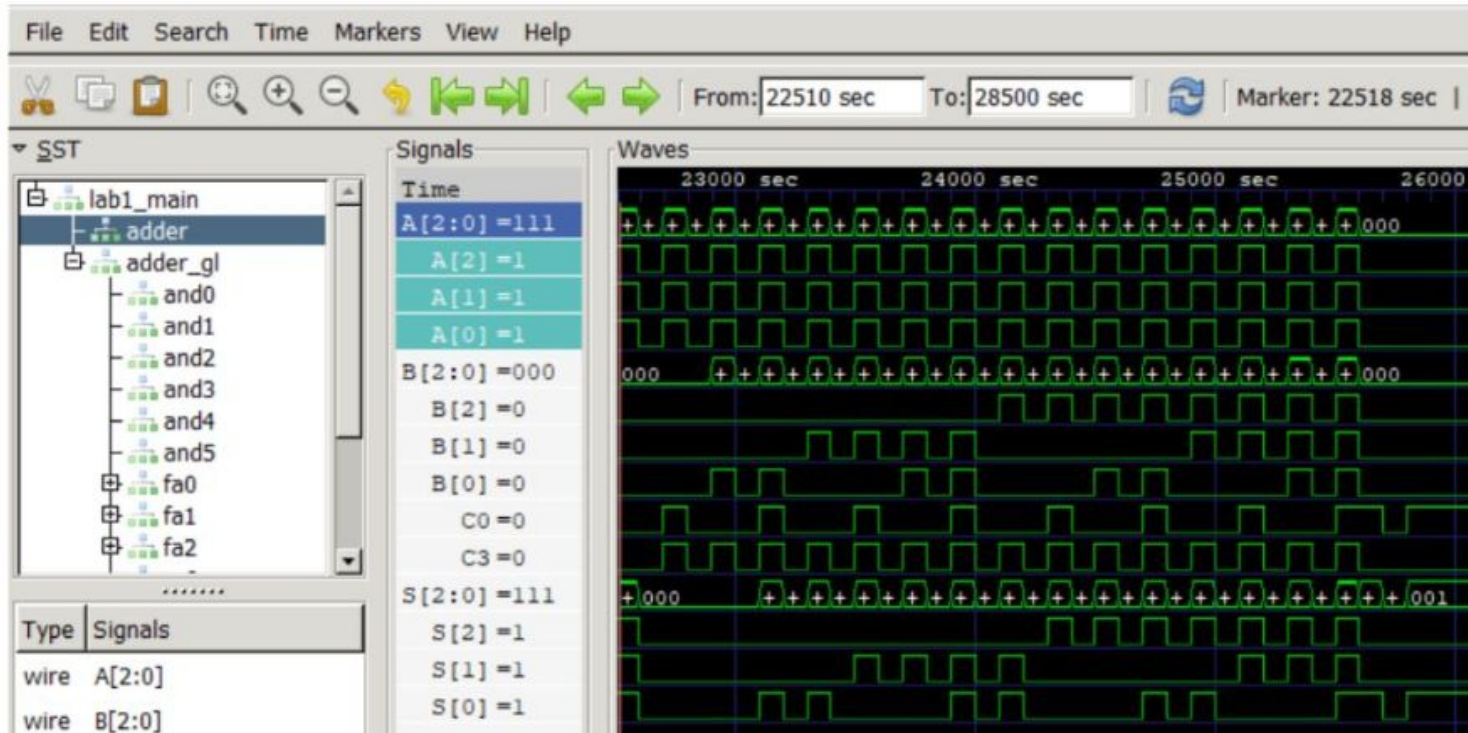 File Edit Search Time Markers View Help
From: 22510 sec To: 28500 sec Marker: 22518 sec |
SST
lab1_main
adder
adder_gl
and0
and1
and2
and3
and4
and5
fa0
fa1
fa2
Type Signals
wire A[2:0]
wire B[2:0]
Signals
Time
A[2:0] =111
A[2] =1
A[1] =1
A[0] =1
B[2:0] =000
B[2] =0
B[1] =0
B[0] =0
C0 =0
C3 =0
S[2:0] =111
S[2] =1
S[1] =1
S[0] =1
Waves
23000 sec 24000 sec 25000 sec 26000
+ + + + + + + + + + + + + + + + + + + + + + + + + + + + + + + 000
000 + + + + + + + + + + + + + + + + + + + + + + + + + + + 000
+ 000 + + + + + + + + + + + + + + + + + + + + + + + + + + + 001